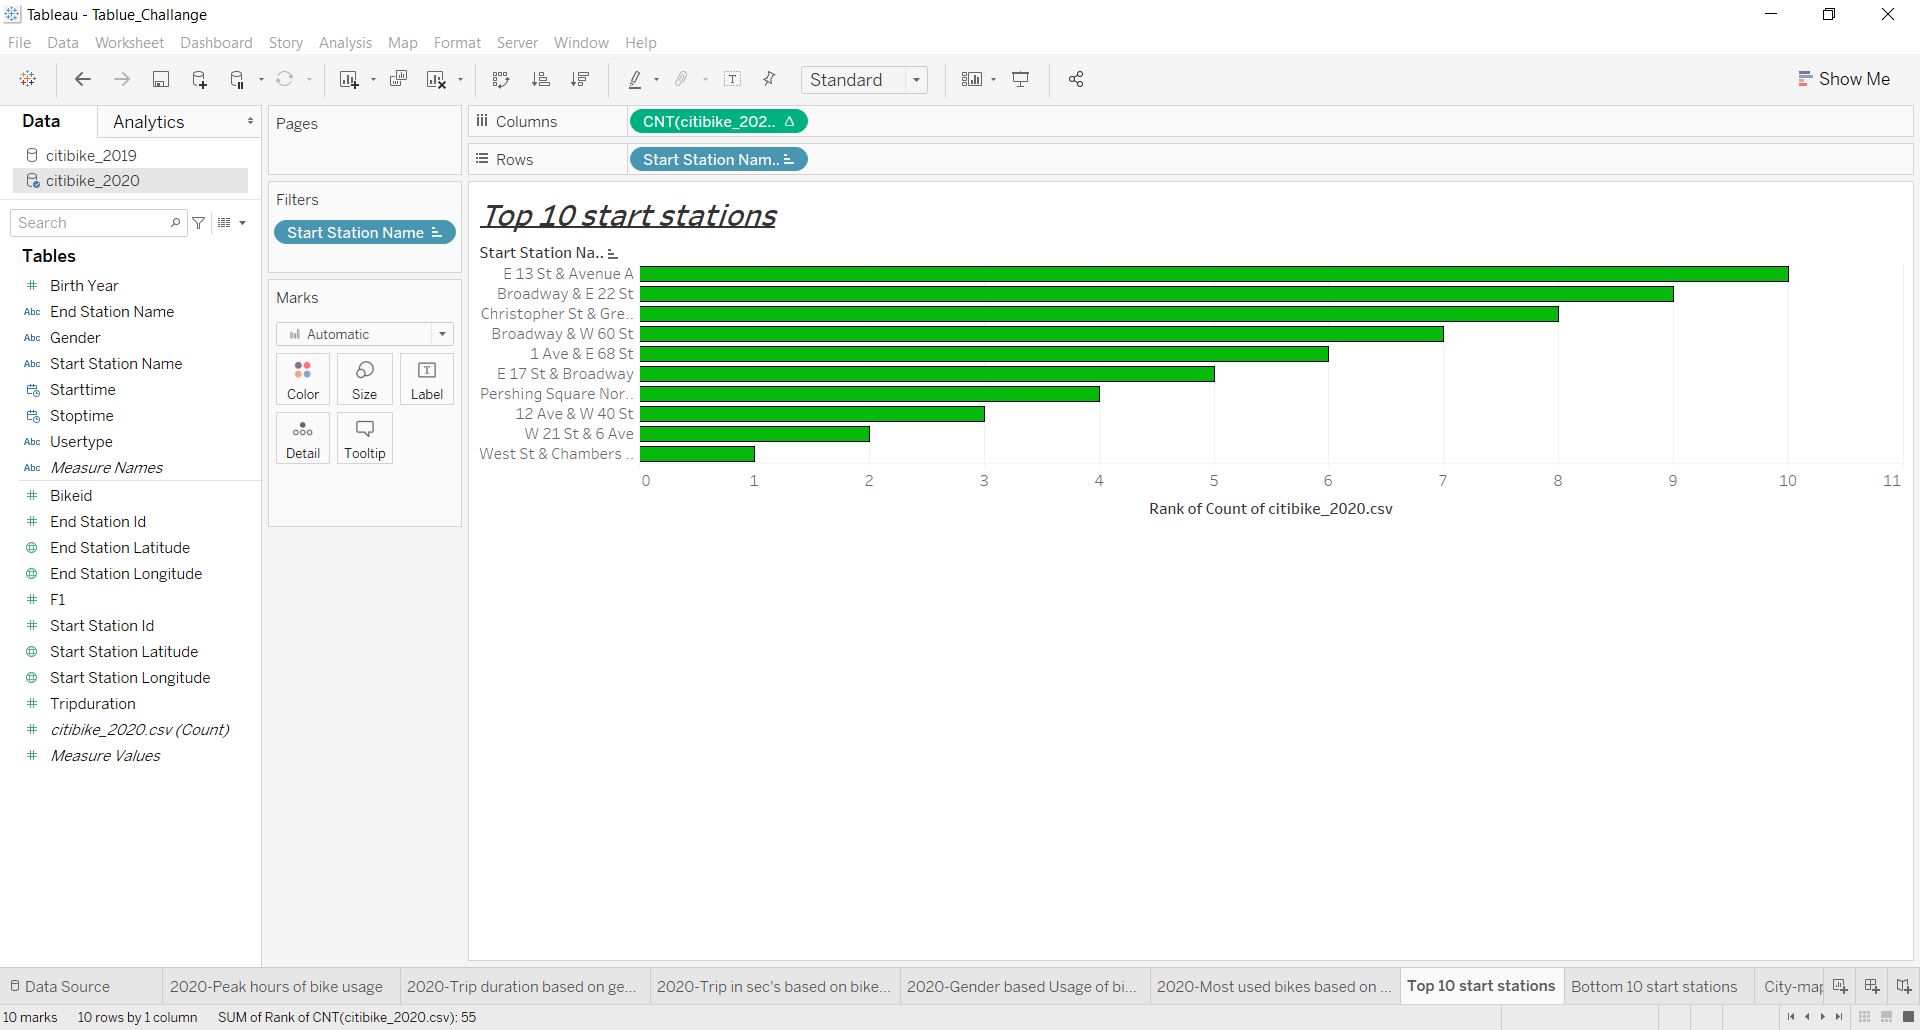 Tableau - Tablue_Challange
File Data Worksheet Dashboard Story Analysis Map Format Server Window Help
Standard
Show Me
Data
Analytics
citibike_2019
citibike_2020
Search
Tables
Birth Year
Abc End Station Name
Abc Gender
Abc Start Station Name
Starttime
Stoptime
Abc Usertype
Abc Measure Names
Bikeid
End Station Id
End Station Latitude
End Station Longitude
F1
Start Station Id
Start Station Latitude
Start Station Longitude
Tripduration
citibike_2020.csv (Count)
Measure Values
Pages
Filters
Start Station Name
Marks
Automatic
Color Size Label
Detail Tooltip
Columns CNT(citibike_202..
Rows Start Station Nam..
Top 10 start stations
Start Station Na..
E 13 St & Avenue A
Broadway & E 22 St
Christopher St & Gre..
Broadway & W 60 St
1 Ave & E 68 St
E 17 St & Broadway
Pershing Square Nor..
12 Ave & W 40 St
W 21 St & 6 Ave
West St & Chambers ..
0 1 2 3 4 5 6 7 8 9 10 11
Rank of Count of citibike_2020.csv
Data Source 2020-Peak hours of bike usage 2020-Trip duration based on ge... 2020-Trip in sec's based on bike... 2020-Gender based Usage of bi... 2020-Most used bikes based on ... Top 10 start stations Bottom 10 start stations City-map
10 marks 10 rows by 1 column SUM of Rank of CNT(citibike_2020.csv): 55